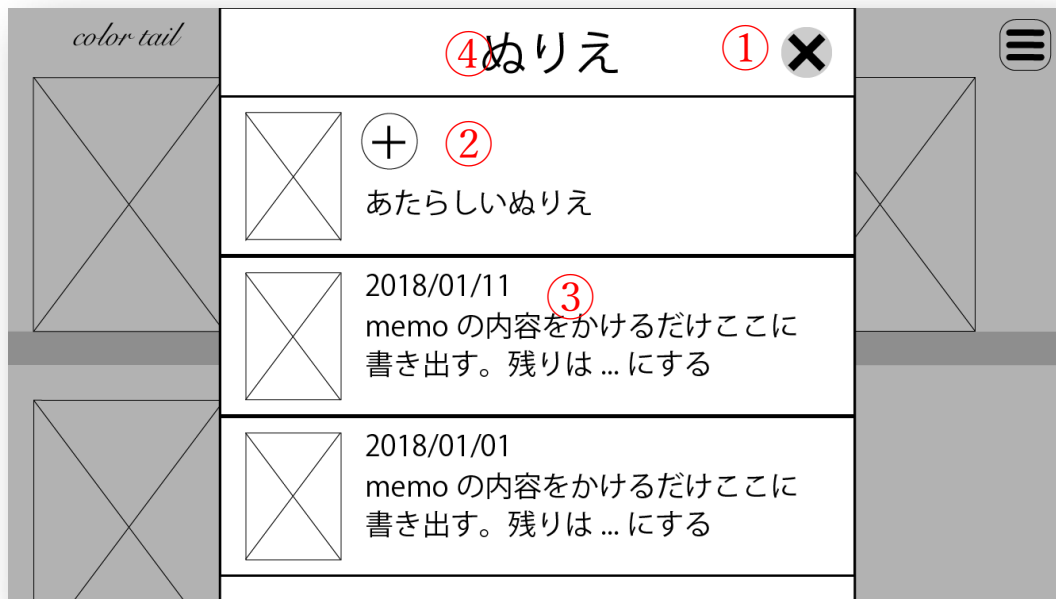 color tail
④ぬりえ ①
②
あたらしいぬりえ
2018/01/11 ③
memo の内容をかけるだけここに
書き出す。残りは ... にする
2018/01/01
memo の内容をかけるだけここに
書き出す。残りは ... にする